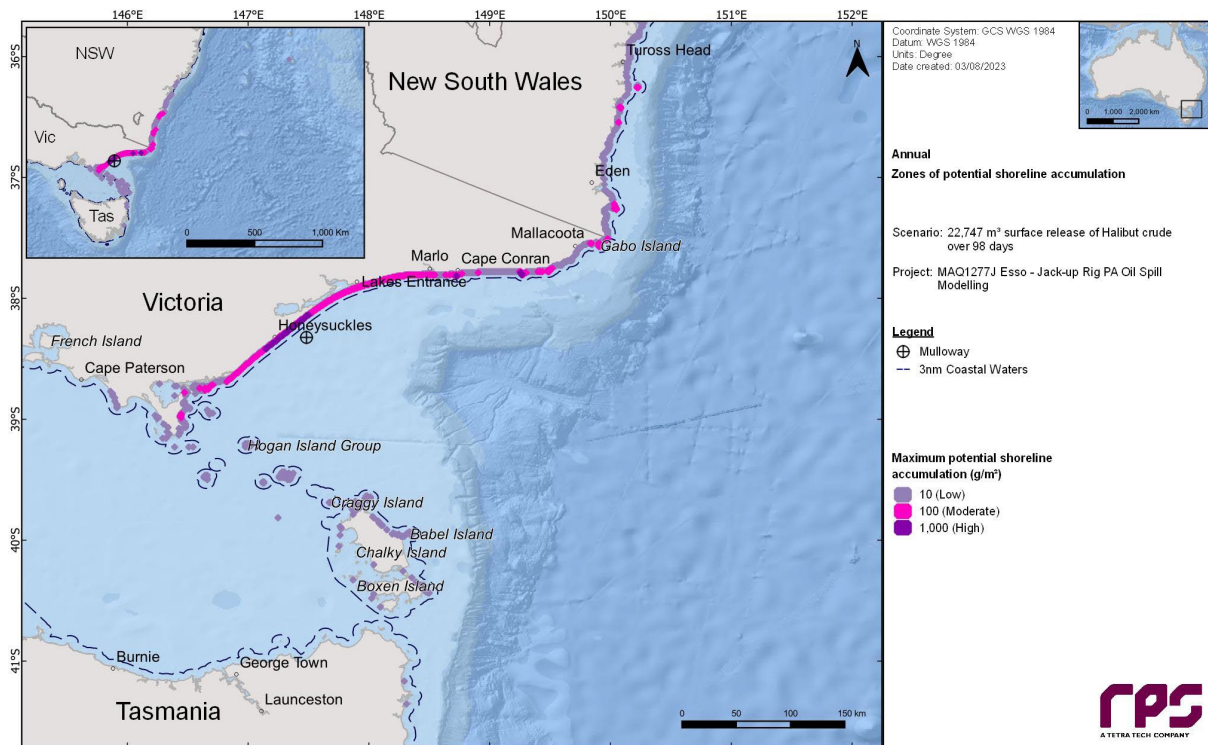 146°E 147°E 148°E 149°E 150°E 151°E 152°E
36°S
37°S
38°S
39°S
40°S
41°S
NSW
Vic
Tas
0 500 1,000 Km
New South Wales
Tuross Head
N
Eden
Mallacoota
Gabo Island
Marlo
Cape Conran
Lakes Entrance
Victoria
Honeysuckles
French Island
Cape Paterson
Hogan Island Group
Craggy Island
Babel Island
Chalky Island
Boxen Island
Burnie
George Town
Launceston
Tasmania
0 50 100 150 km
Coordinate System: GCS WGS 1984
Datum: WGS 1984
Units: Degree
Date created: 03/08/2023
0 1,000 2,000 Km
Annual
Zones of potential shoreline accumulation
Scenario: 22,747 m³ surface release of Halibut crude
over 98 days
Project: MAQ1277J Esso - Jack-up Rig PA Oil Spill
Modelling
Legend
Mulloway
3nm Coastal Waters
Maximum potential shoreline
accumulation (g/m²)
10 (Low)
100 (Moderate)
1,000 (High)
rps
A TETRA TECH COMPANY